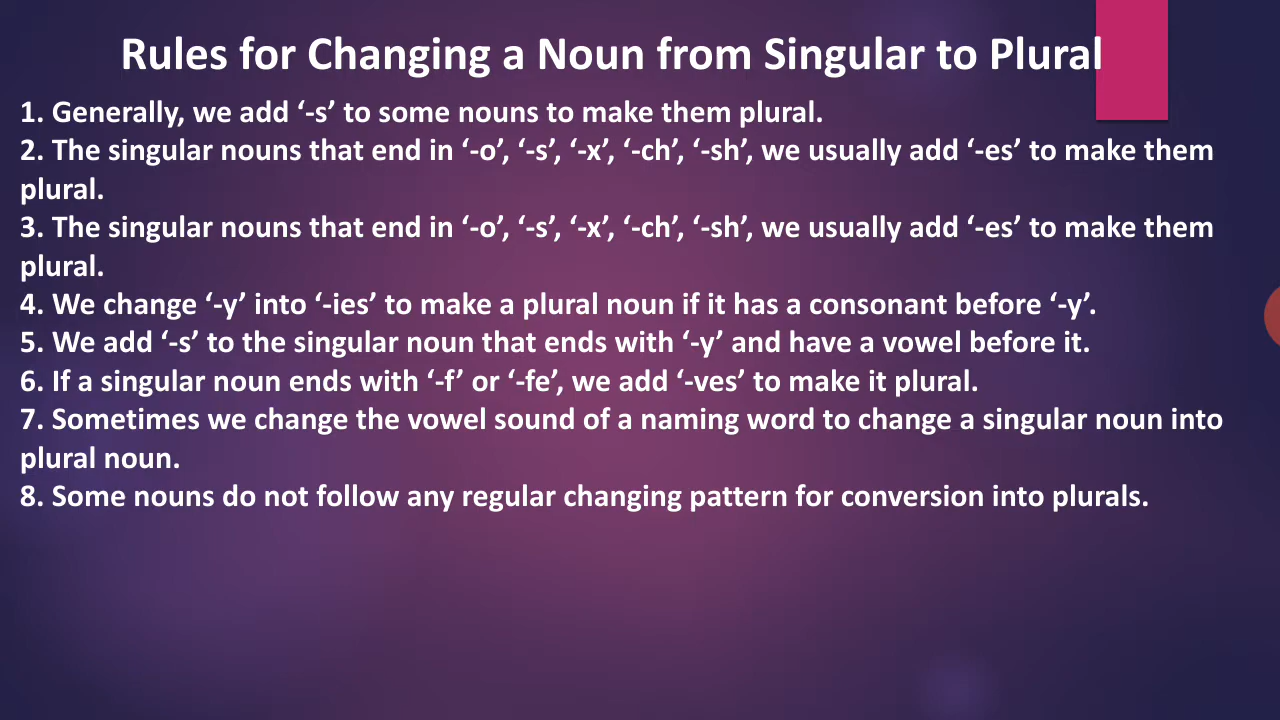 Rules for Changing a Noun from Singular to Plural
1. Generally, we add ‘-s’ to some nouns to make them plural.
2. The singular nouns that end in ‘-o’, ‘-s’, ‘-x’, ‘-ch’, ‘-sh’, we usually add ‘-es’ to make them
plural.
3. The singular nouns that end in ‘-o’, ‘-s’, ‘-x’, ‘-ch’, ‘-sh’, we usually add ‘-es’ to make them
plural.
4. We change ‘-y’ into ‘-ies’ to make a plural noun if it has a consonant before ‘-y’.
5. We add ‘-s’ to the singular noun that ends with ‘-y’ and have a vowel before it.
6. If a singular noun ends with ‘-f’ or ‘-fe’, we add ‘-ves’ to make it plural.
7. Sometimes we change the vowel sound of a naming word to change a singular noun into
plural noun.
8. Some nouns do not follow any regular changing pattern for conversion into plurals.